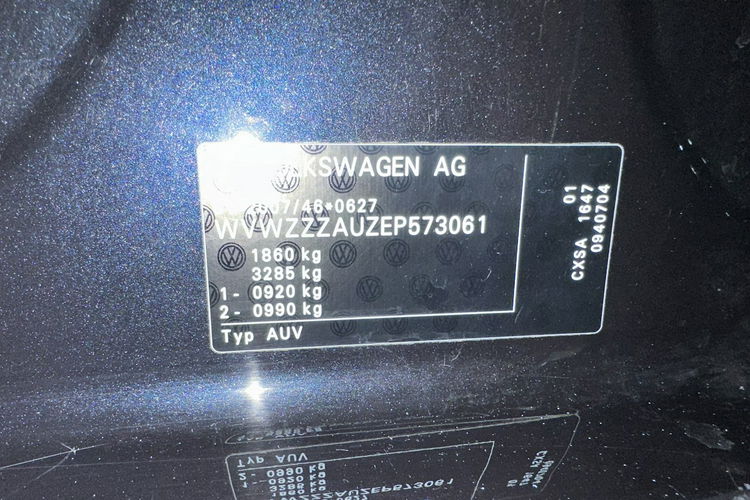 KSWAGEN AG
07/46*0627
WVWZZZAUZEP573061
1860 kg
3285 kg
1- 0920 kg
2- 0990 kg
Typ AUV
01
CXSA 1647
0940704